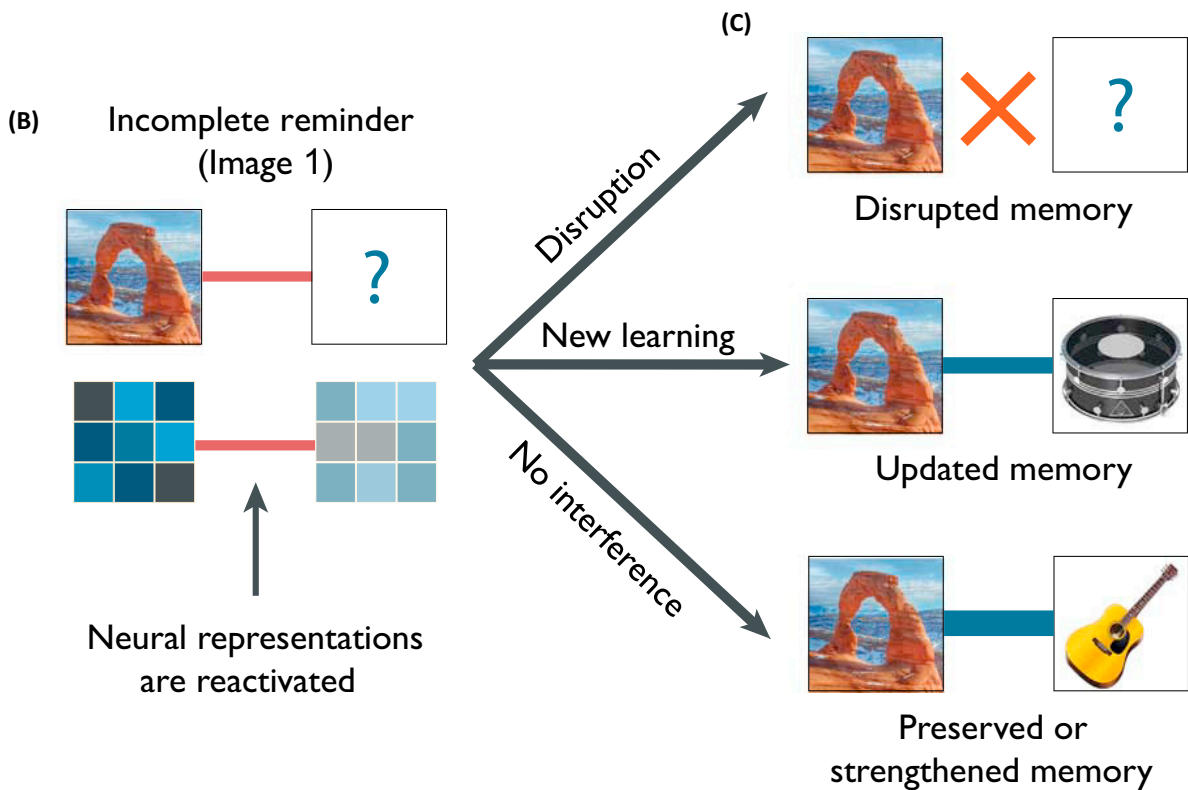 (B)
Incomplete reminder
(Image 1)
?
Neural representations
are reactivated
Disruption
New learning
No interference
(C)
?
Disrupted memory
Updated memory
Preserved or
strengthened memory